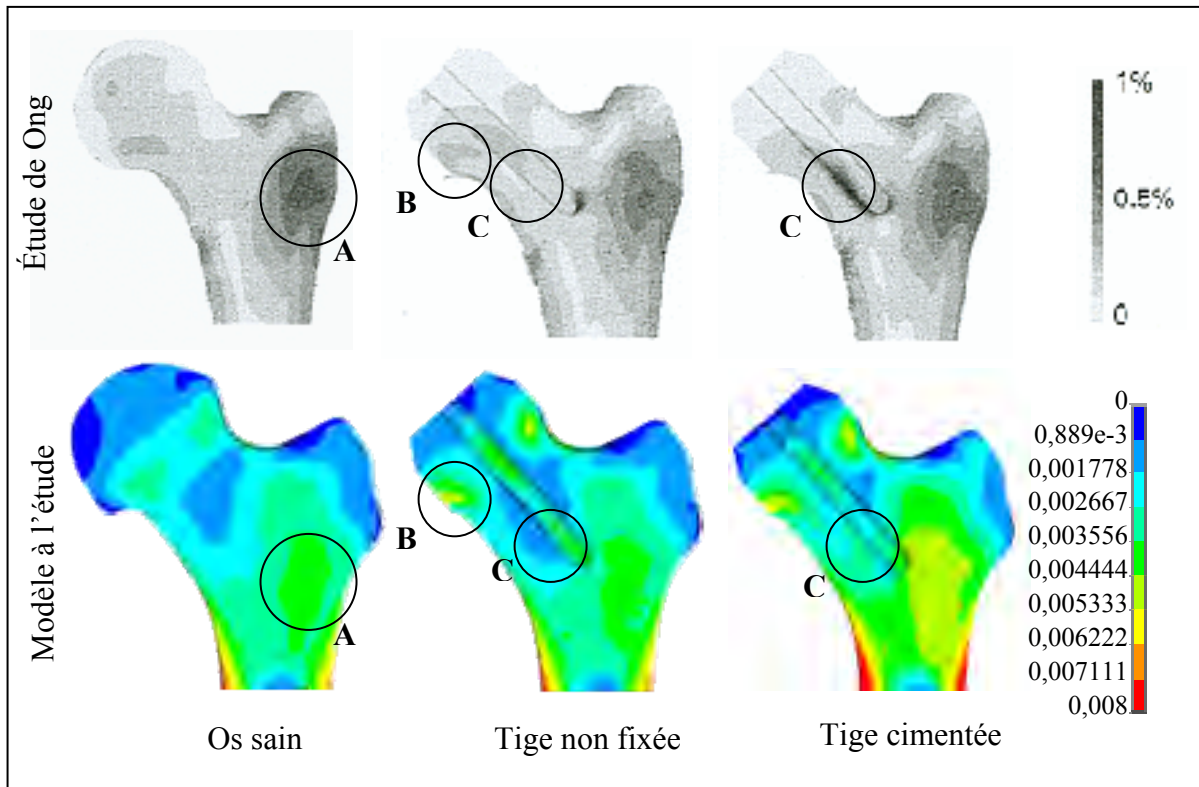 Étude de Ong
1%
0.5%
0
B
C
C
A
Modèle à l'étude
0
0,889e-3
0,001778
0,002667
0,003556
0,004444
0,005333
0,006222
0,007111
0,008
B
C
C
A
Os sain
Tige non fixée
Tige cimentée